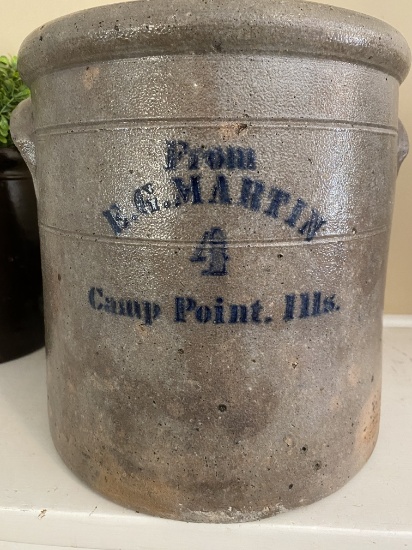 From
E.G. MARTIN
4
Camp Point. Ills.